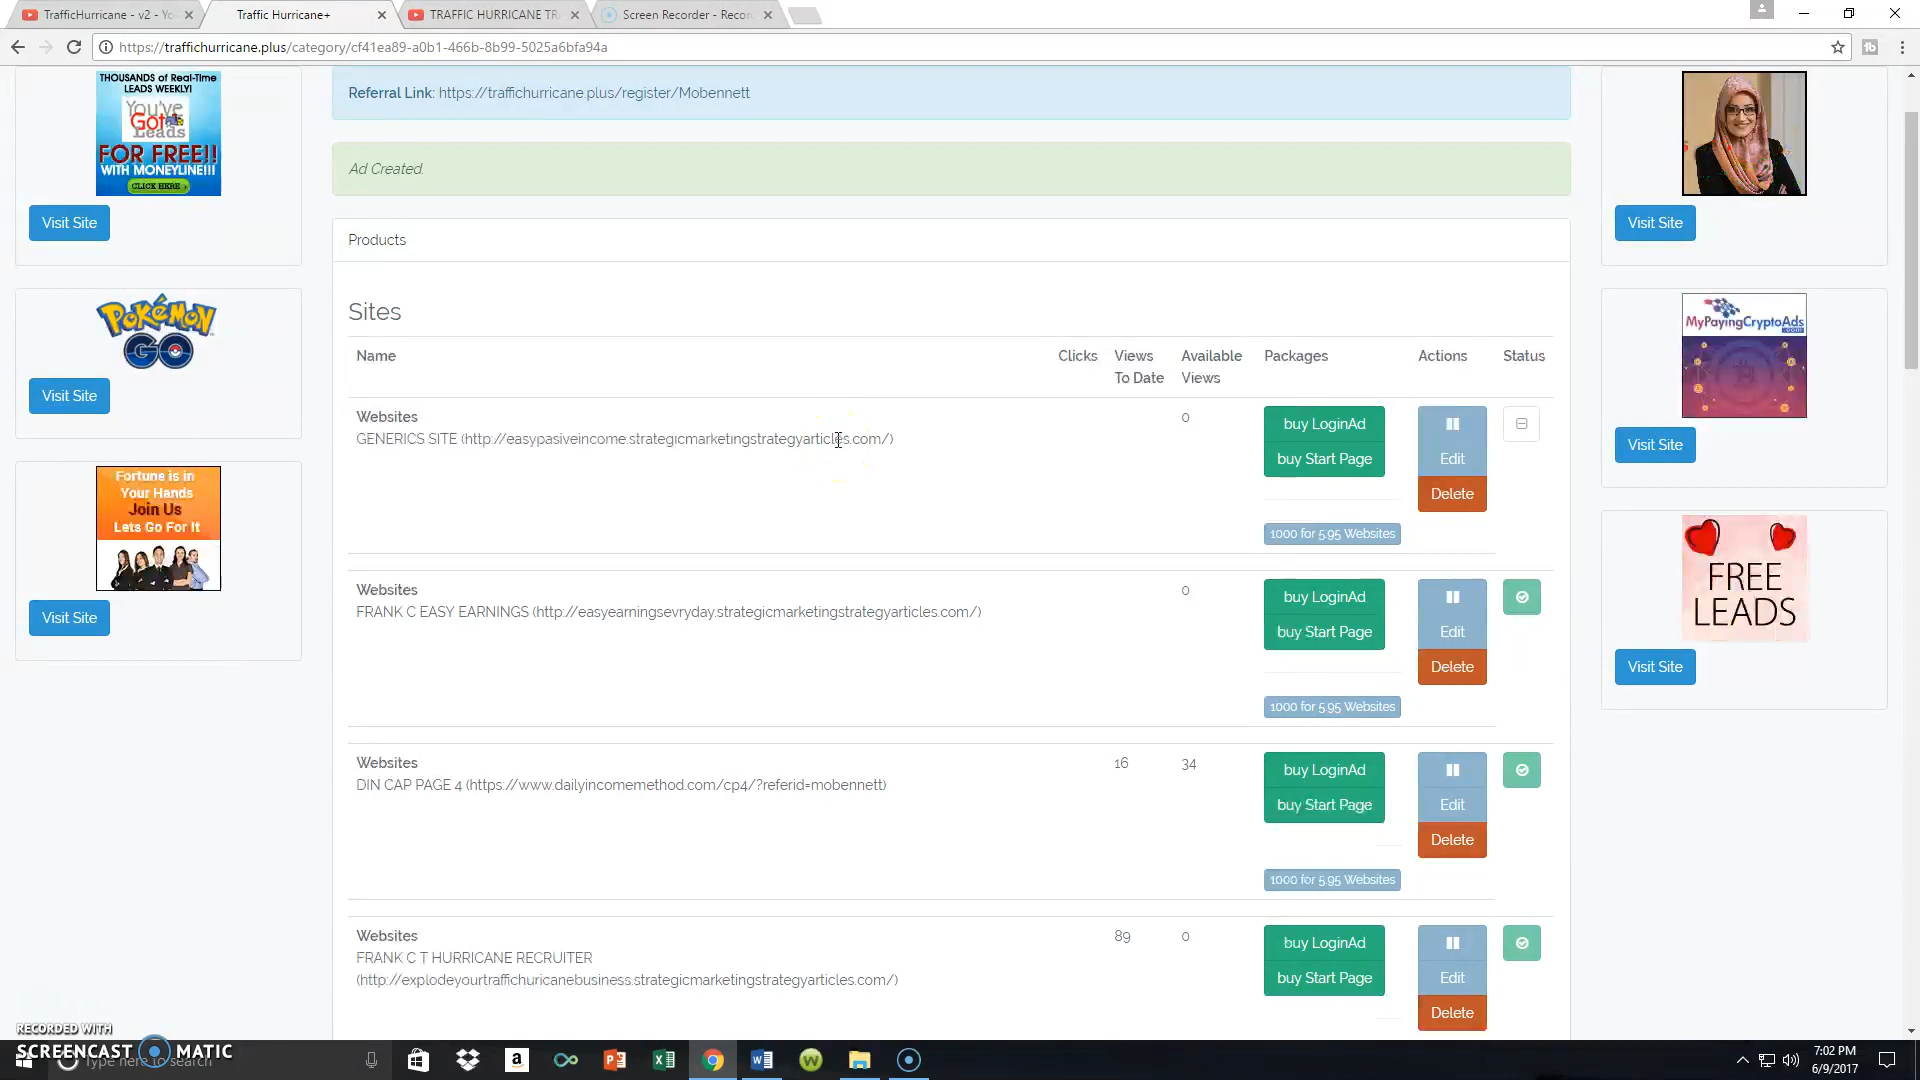 TrafficHurricane - v2 - Yo
Traffic Hurricane+
TRAFFIC HURRICANE TR
Screen Recorder - Record
https://traffichurricane.plus/category/cf41ea89-a0b1-466b-8b99-5025a6bfa94a
THOUSANDS of Real-Time
LEADS WEEKLY!
You've
Got
Leads
FOR FREE!!
WITH MONEYLINE!!!
CLICK HERE
Visit Site
POKÉMON
GO
Visit Site
Fortune is in
Your Hands
Join Us
Lets Go For It
Visit Site
Referral Link: https://traffichurricane.plus/register/Mobennett
Ad Created.
Products
Sites
Name Clicks Views To Date Available Views Packages Actions Status
Websites 0 buy LoginAd
GENERICS SITE (http://easypasiveincome.strategicmarketingstrategyarticles.com/) buy Start Page Edit
Delete
1000 for 5.95 Websites
Websites 0 buy LoginAd
FRANK C EASY EARNINGS (http://easyearningsevryday.strategicmarketingstrategyarticles.com/) buy Start Page Edit
Delete
1000 for 5.95 Websites
Websites 16 34 buy LoginAd
DIN CAP PAGE 4 (https://www.dailyincomemethod.com/cp4/?referid=mobennett) buy Start Page Edit
Delete
1000 for 5.95 Websites
Websites 89 0 buy LoginAd
FRANK C T HURRICANE RECRUITER
(http://explodeyourtraffichuricanebusiness.strategicmarketingstrategyarticles.com/) buy Start Page Edit
Delete
Visit Site
MyPayingCryptoAds
Visit Site
FREE
LEADS
Visit Site
RECORDED WITH
SCREENCAST MATIC
Type here to search
7:02 PM
6/9/2017